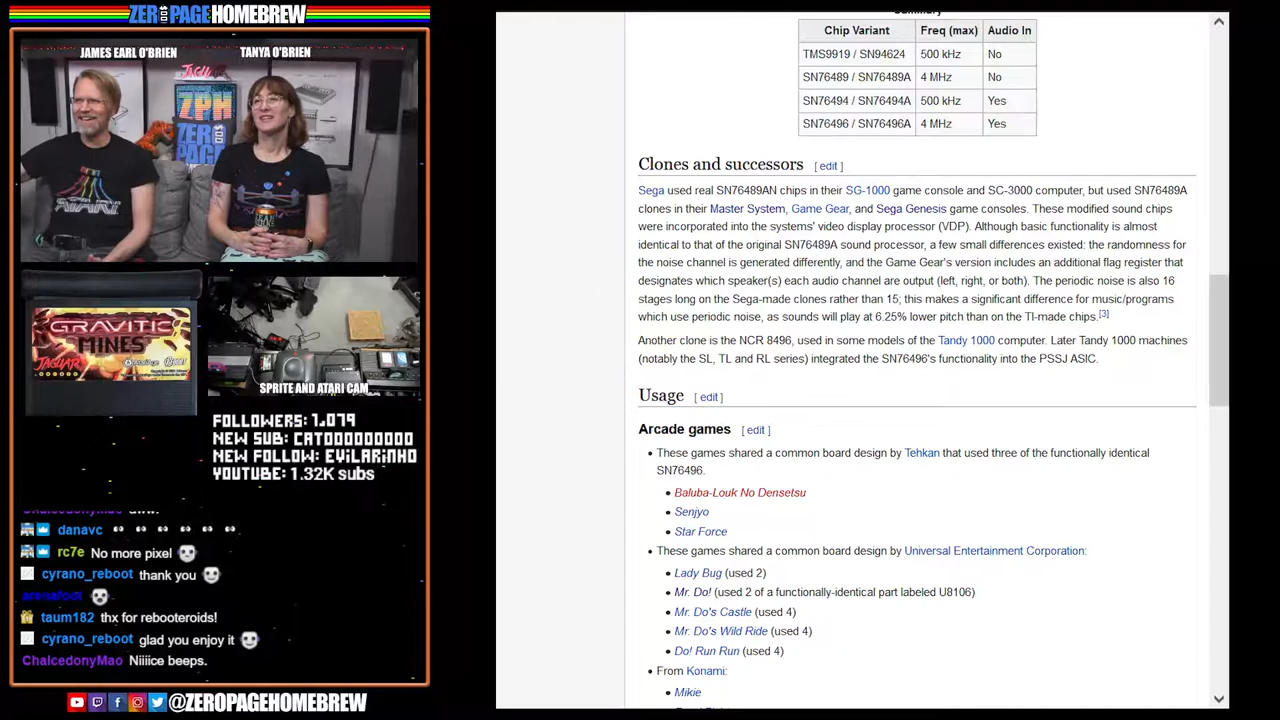 ZERO PAGE HOMEBREW
JAMES EARL O'BRIEN
TANYA O'BRIEN
JAGUAR
ZPH
ZERO
PAGE
ATARI
GRAVITIC
MINES
JAGUAR
SPRITE AND ATARI CAM
FOLLOWERS: 1,079
NEW SUB: CATOOOOOOOOO
NEW FOLLOW: EVILARINHO
YOUTUBE: 1.32K subs
ChalcedonyMao aww.
danavc
rc7e No more pixel
cyrano_reboot thank you
arenafoot
taum182 thx for rebooteroids!
cyrano_reboot glad you enjoy it
ChalcedonyMao Niiiice beeps.
@ZEROPAGEHOMEBREW
Summary
Chip Variant Freq (max) Audio In
TMS9919 / SN94624 500 kHz No
SN76489 / SN76489A 4 MHz No
SN76494 / SN76494A 500 kHz Yes
SN76496 / SN76496A 4 MHz Yes
Clones and successors [ edit ]
Sega used real SN76489AN chips in their SG-1000 game console and SC-3000 computer, but used SN76489A
clones in their Master System, Game Gear, and Sega Genesis game consoles. These modified sound chips
were incorporated into the systems' video display processor (VDP). Although basic functionality is almost
identical to that of the original SN76489A sound processor, a few small differences existed: the randomness for
the noise channel is generated differently, and the Game Gear's version includes an additional flag register that
designates which speaker(s) each audio channel are output (left, right, or both). The periodic noise is also 16
stages long on the Sega-made clones rather than 15; this makes a significant difference for music/programs
which use periodic noise, as sounds will play at 6.25% lower pitch than on the TI-made chips.[3]
Another clone is the NCR 8496, used in some models of the Tandy 1000 computer. Later Tandy 1000 machines
(notably the SL, TL and RL series) integrated the SN76496's functionality into the PSSJ ASIC.
Usage [ edit ]
Arcade games [ edit ]
• These games shared a common board design by Tehkan that used three of the functionally identical
SN76496.
• Baluba-Louk No Densetsu
• Senjyo
• Star Force
• These games shared a common board design by Universal Entertainment Corporation:
• Lady Bug (used 2)
• Mr. Do! (used 2 of a functionally-identical part labeled U8106)
• Mr. Do's Castle (used 4)
• Mr. Do's Wild Ride (used 4)
• Do! Run Run (used 4)
• From Konami:
• Mikie